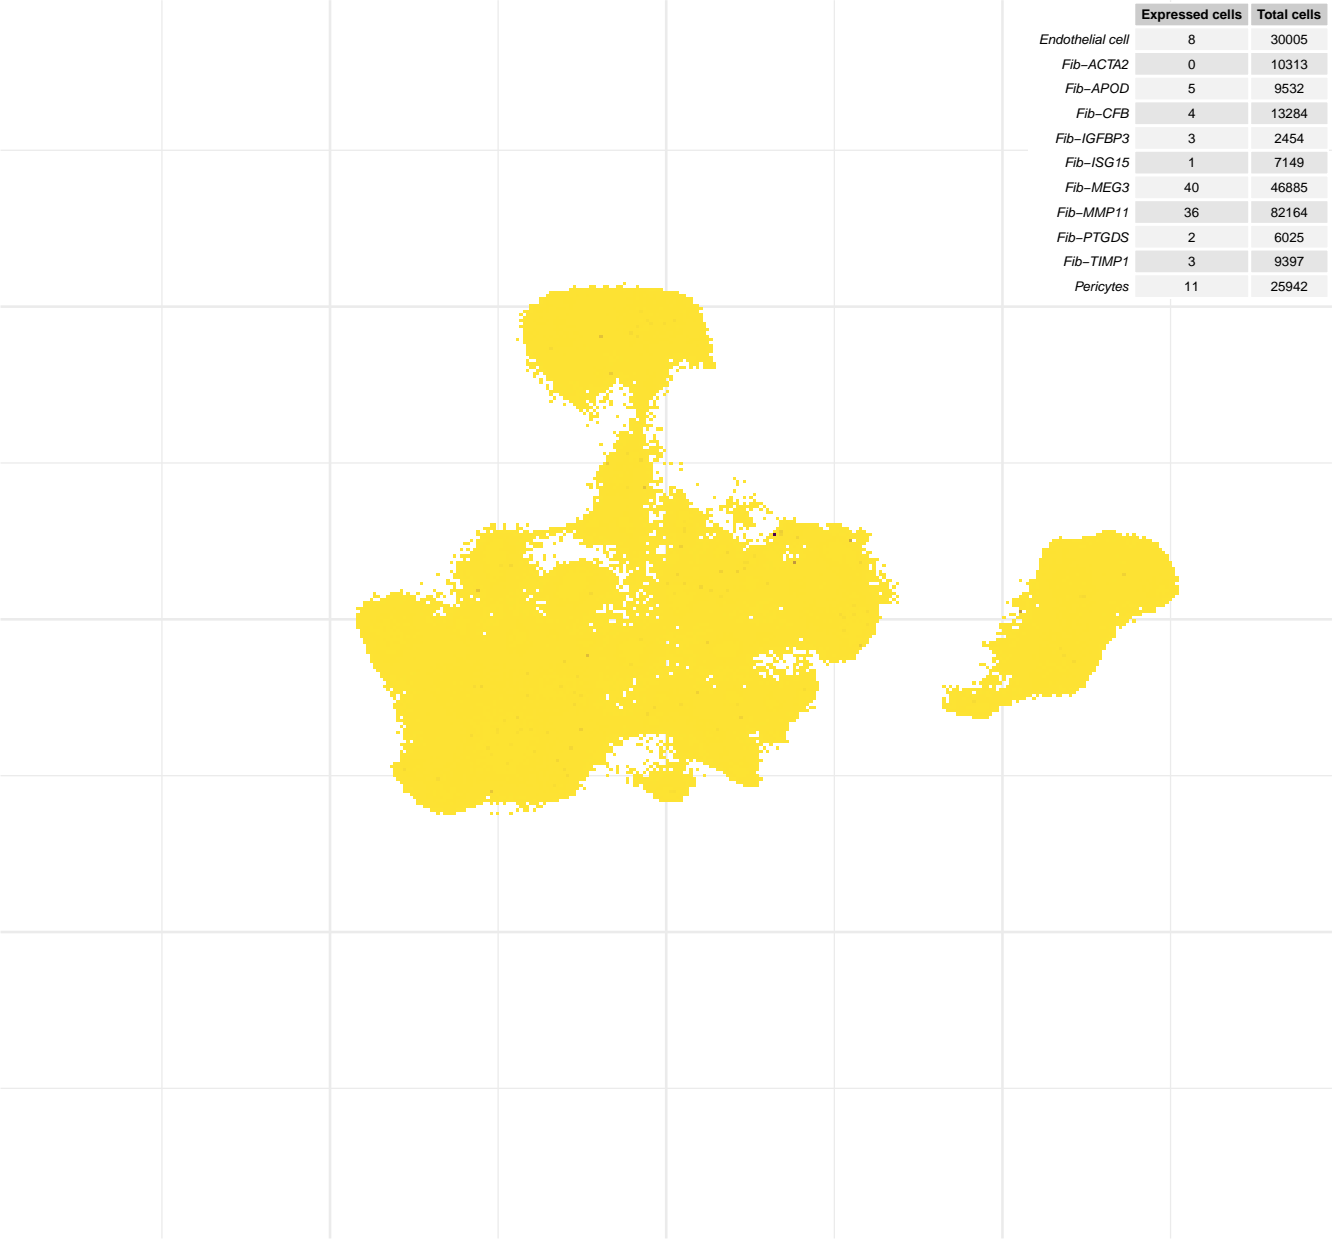 Expressed cells Total cells
Endothelial cell 8 30005
Fib−ACTA2 0 10313
Fib−APOD 5 9532
Fib−CFB 4 13284
Fib−IGFBP3 3 2454
Fib−ISG15 1 7149
Fib−MEG3 40 46885
Fib−MMP11 36 82164
Fib−PTGDS 2 6025
Fib−TIMP1 3 9397
Pericytes 11 25942